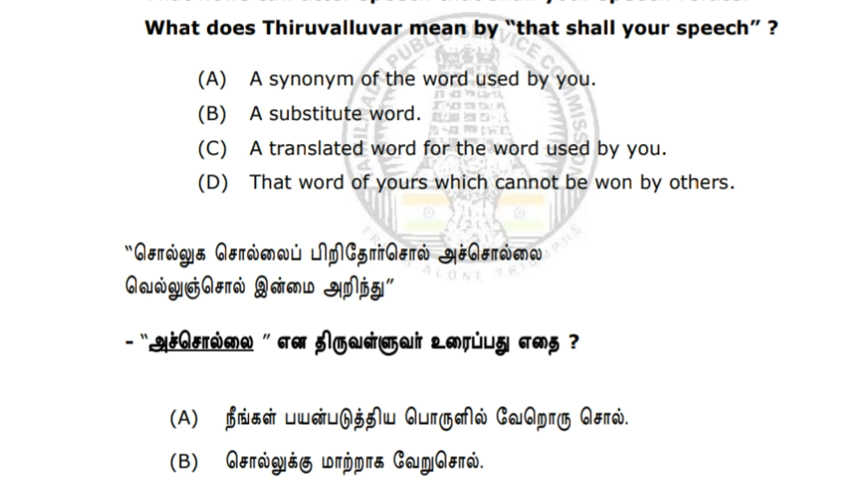 What does Thiruvalluvar mean by "that shall your speech" ?
(A) A synonym of the word used by you.
(B) A substitute word.
(C) A translated word for the word used by you.
(D) That word of yours which cannot be won by others.
"சொல்லுக சொல்லைப் பிறிதோர்சொல் அச்சொல்லை
வெல்லுஞ்சொல் இன்மை அறிந்து"
- "அச்சொல்லை " என திருவள்ளுவர் உரைப்பது எதை ?
(A) நீங்கள் பயன்படுத்திய பொருளில் வேறொரு சொல்.
(B) சொல்லுக்கு மாற்றாக வேறுசொல்.